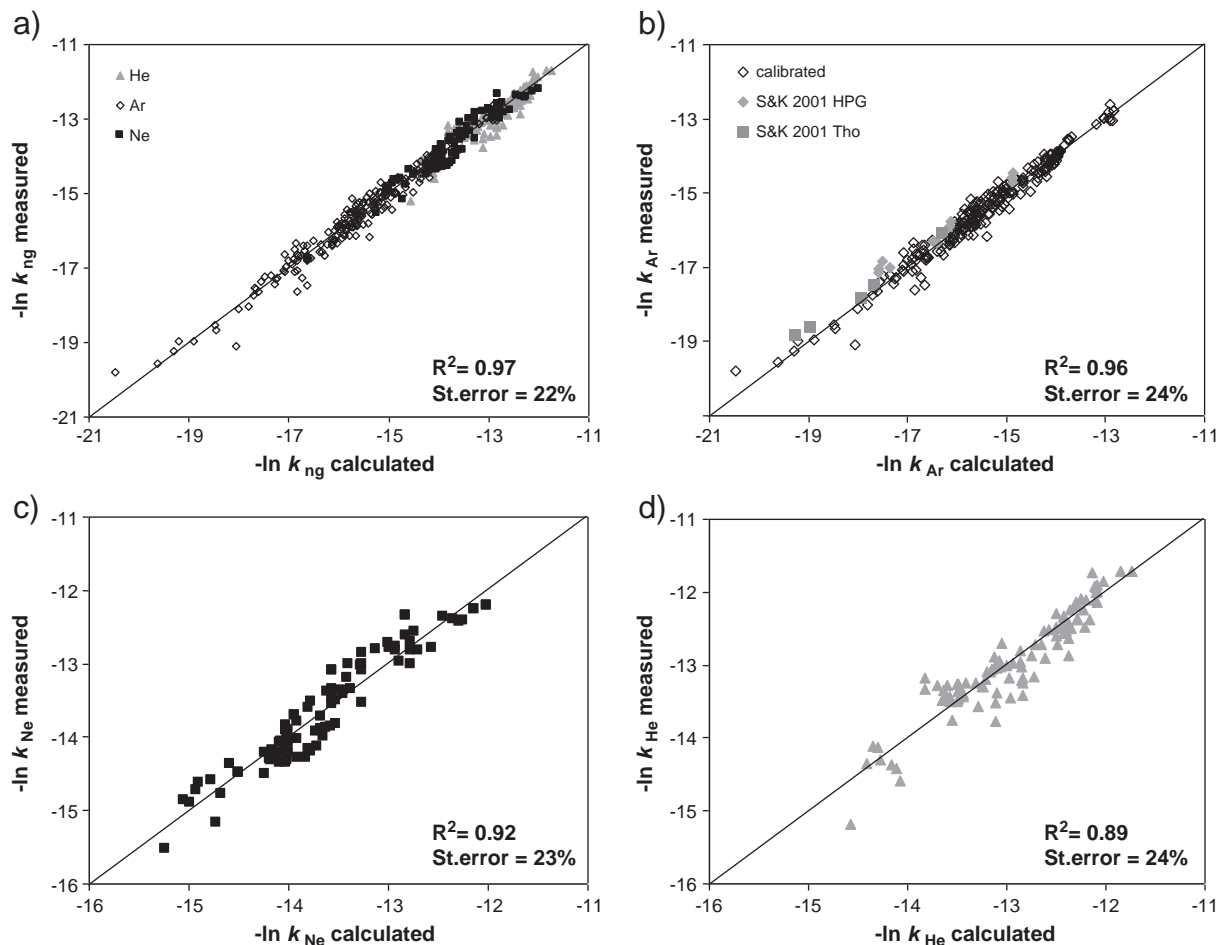 a)
-11
-13
-15
-17
-19
-21
-21
-19
-17
-15
-13
-11
-ln k ng measured
-ln k ng calculated
He
Ar
Ne
R²= 0.97
St.error = 22%
b)
-11
-13
-15
-17
-19
-21
-19
-17
-15
-13
-11
-ln k Ar measured
-ln k Ar calculated
calibrated
S&K 2001 HPG
S&K 2001 Tho
R²= 0.96
St.error = 24%
c)
-11
-12
-13
-14
-15
-16
-16
-15
-14
-13
-12
-11
-ln k Ne measured
-ln k Ne calculated
R²= 0.92
St.error = 23%
d)
-11
-12
-13
-14
-15
-16
-16
-15
-14
-13
-12
-11
-ln k He measured
-ln k He calculated
R²= 0.89
St.error = 24%